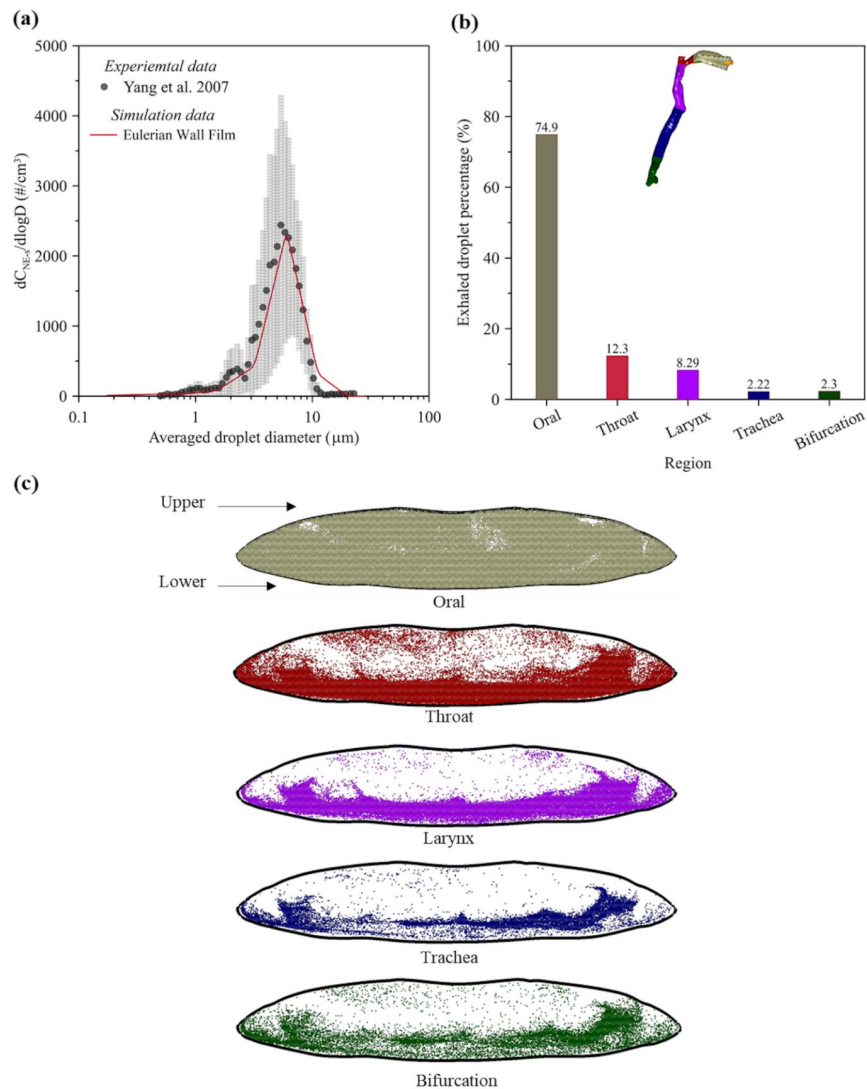 (a)
5000
4000
3000
2000
1000
0
dC_NE-s/dlogD (#/cm³)
Experiemtal data
Yang et al. 2007
Simulation data
Eulerian Wall Film
0.1
1
10
100
Averaged droplet diameter (μm)
(b)
100
80
60
40
20
0
Exhaled droplet percentage (%)
74.9
12.3
8.29
2.22
2.3
Oral
Throat
Larynx
Trachea
Bifurcation
Region
(c)
Upper
Lower
Oral
Throat
Larynx
Trachea
Bifurcation